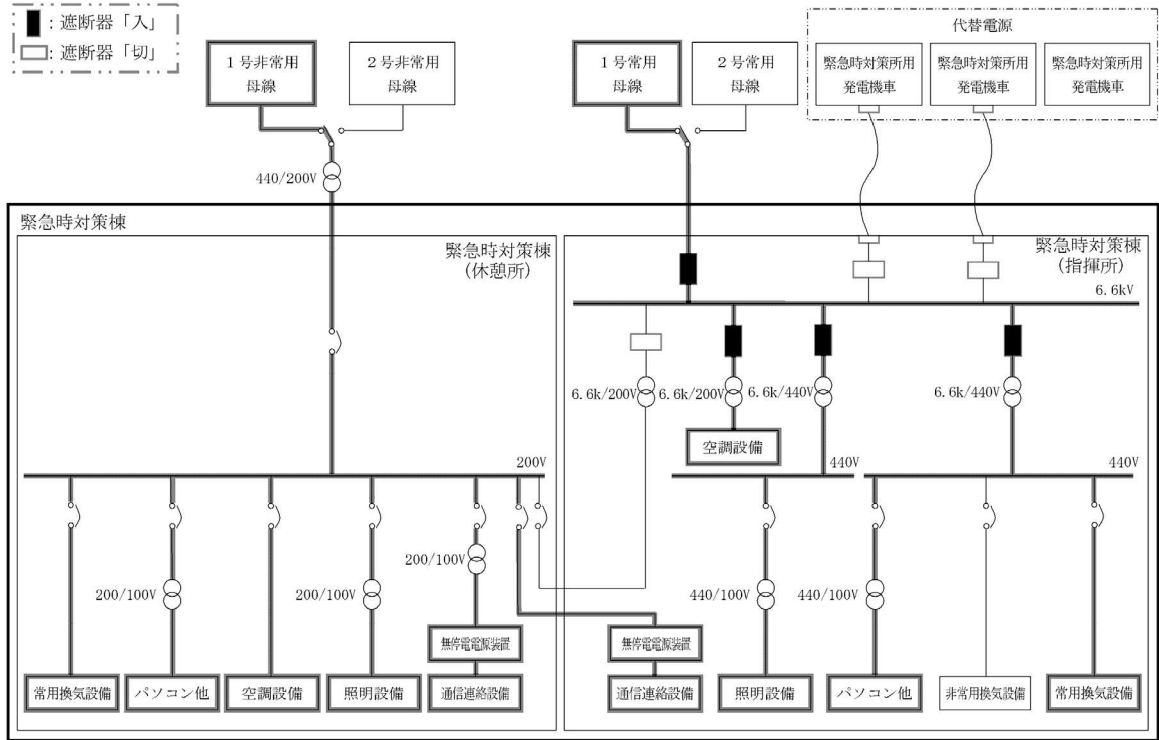 ：遮断器「入」
：遮断器「切」
１号非常用
母線
２号非常用
母線
１号常用
母線
２号常用
母線
代替電源
緊急時対策所用
発電機車
緊急時対策所用
発電機車
緊急時対策所用
発電機車
440/200V
緊急時対策棟
緊急時対策棟
(休憩所)
緊急時対策棟
(指揮所)
6.6kV
6.6k/200V
6.6k/200V
6.6k/440V
6.6k/440V
空調設備
200V
440V
440V
200/100V
200/100V
200/100V
440/100V
440/100V
無停電電源装置
無停電電源装置
常用換気設備
パソコン他
空調設備
照明設備
通信連絡設備
通信連絡設備
照明設備
パソコン他
非常用換気設備
常用換気設備